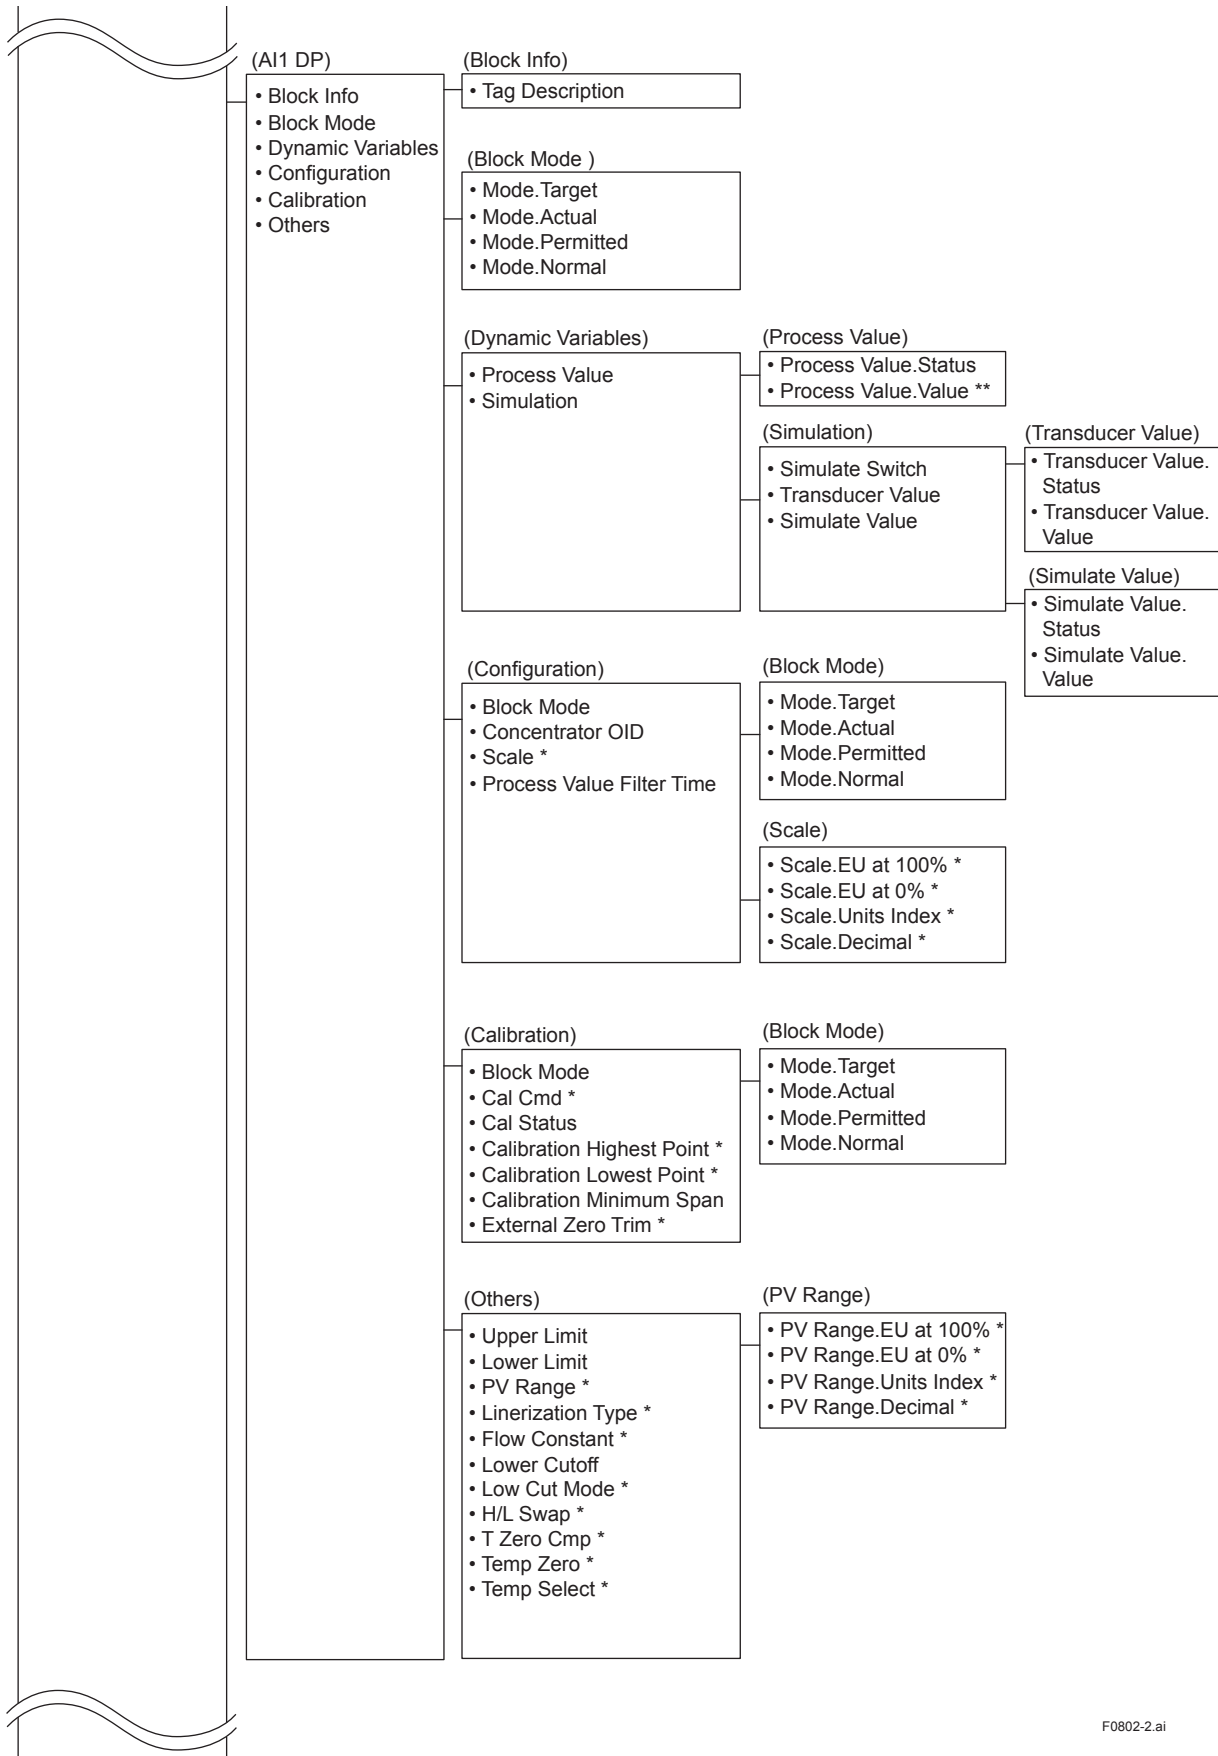 (AI1 DP)
• Block Info
• Block Mode
• Dynamic Variables
• Configuration
• Calibration
• Others
(Block Info)
• Tag Description
(Block Mode )
• Mode.Target
• Mode.Actual
• Mode.Permitted
• Mode.Normal
(Dynamic Variables)
• Process Value
• Simulation
(Process Value)
• Process Value.Status
• Process Value.Value **
(Simulation)
• Simulate Switch
• Transducer Value
• Simulate Value
(Transducer Value)
• Transducer Value.
Status
• Transducer Value.
Value
(Simulate Value)
• Simulate Value.
Status
• Simulate Value.
Value
(Configuration)
• Block Mode
• Concentrator OID
• Scale *
• Process Value Filter Time
(Block Mode)
• Mode.Target
• Mode.Actual
• Mode.Permitted
• Mode.Normal
(Scale)
• Scale.EU at 100% *
• Scale.EU at 0% *
• Scale.Units Index *
• Scale.Decimal *
(Calibration)
• Block Mode
• Cal Cmd *
• Cal Status
• Calibration Highest Point *
• Calibration Lowest Point *
• Calibration Minimum Span
• External Zero Trim *
(Block Mode)
• Mode.Target
• Mode.Actual
• Mode.Permitted
• Mode.Normal
(Others)
• Upper Limit
• Lower Limit
• PV Range *
• Linerization Type *
• Flow Constant *
• Lower Cutoff
• Low Cut Mode *
• H/L Swap *
• T Zero Cmp *
• Temp Zero *
• Temp Select *
(PV Range)
• PV Range.EU at 100% *
• PV Range.EU at 0% *
• PV Range.Units Index *
• PV Range.Decimal *
F0802-2.ai